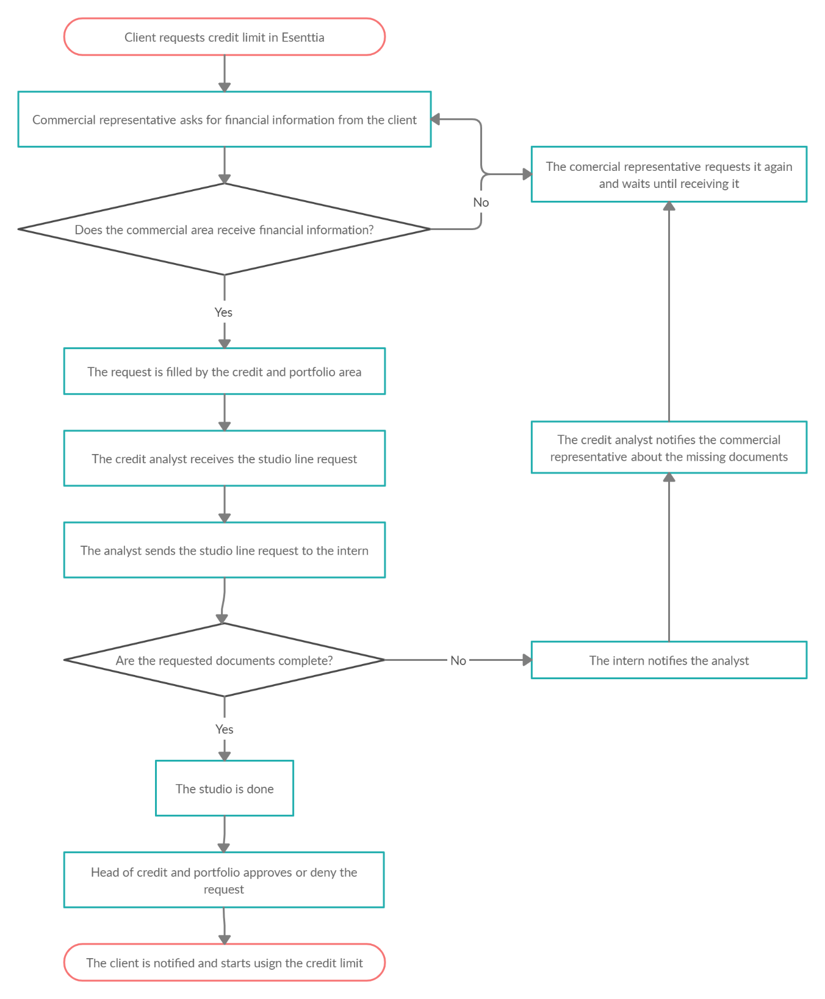 Client requests credit limit in Esenttia
Commercial representative asks for financial information from the client
The comercial representative requests it again
and waits until receiving it
No
Does the commercial area receive financial information?
Yes
The request is filled by the credit and portfolio area
The credit analyst notifies the commercial
representative about the missing documents
The credit analyst receives the studio line request
The analyst sends the studio line request to the intern
Are the requested documents complete?
No
The intern notifies the analyst
Yes
The studio is done
Head of credit and portfolio approves or deny the
request
The client is notified and starts usign the credit limit